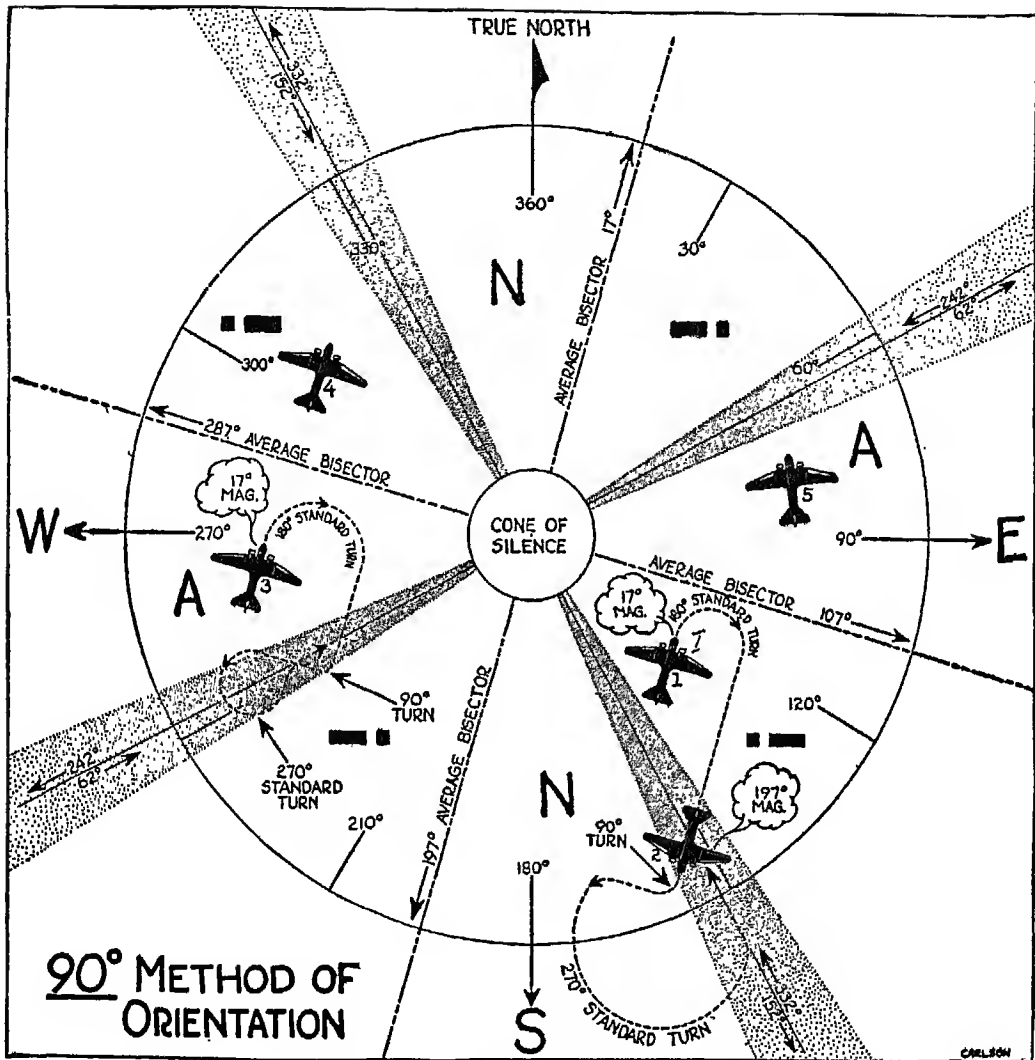 TRUE NORTH
332°
152°
360°
17°
AVERAGE BISECTOR
30°
330°
N
242°
62°
60°
300°
4
A
287° AVERAGE BISECTOR
5
17°
MAG.
180° STANDARD TURN
W
270°
CONE OF
SILENCE
90°
E
3
A
AVERAGE BISECTOR
107°
17°
MAG.
180° STANDARD TURN
1
90°
TURN
120°
242°
62°
270°
STANDARD
TURN
197° AVERAGE BISECTOR
N
197°
MAG.
90°
TURN
2
210°
180°
270° STANDARD TURN
332°
152°
S
90° METHOD OF
ORIENTATION
CARLSON